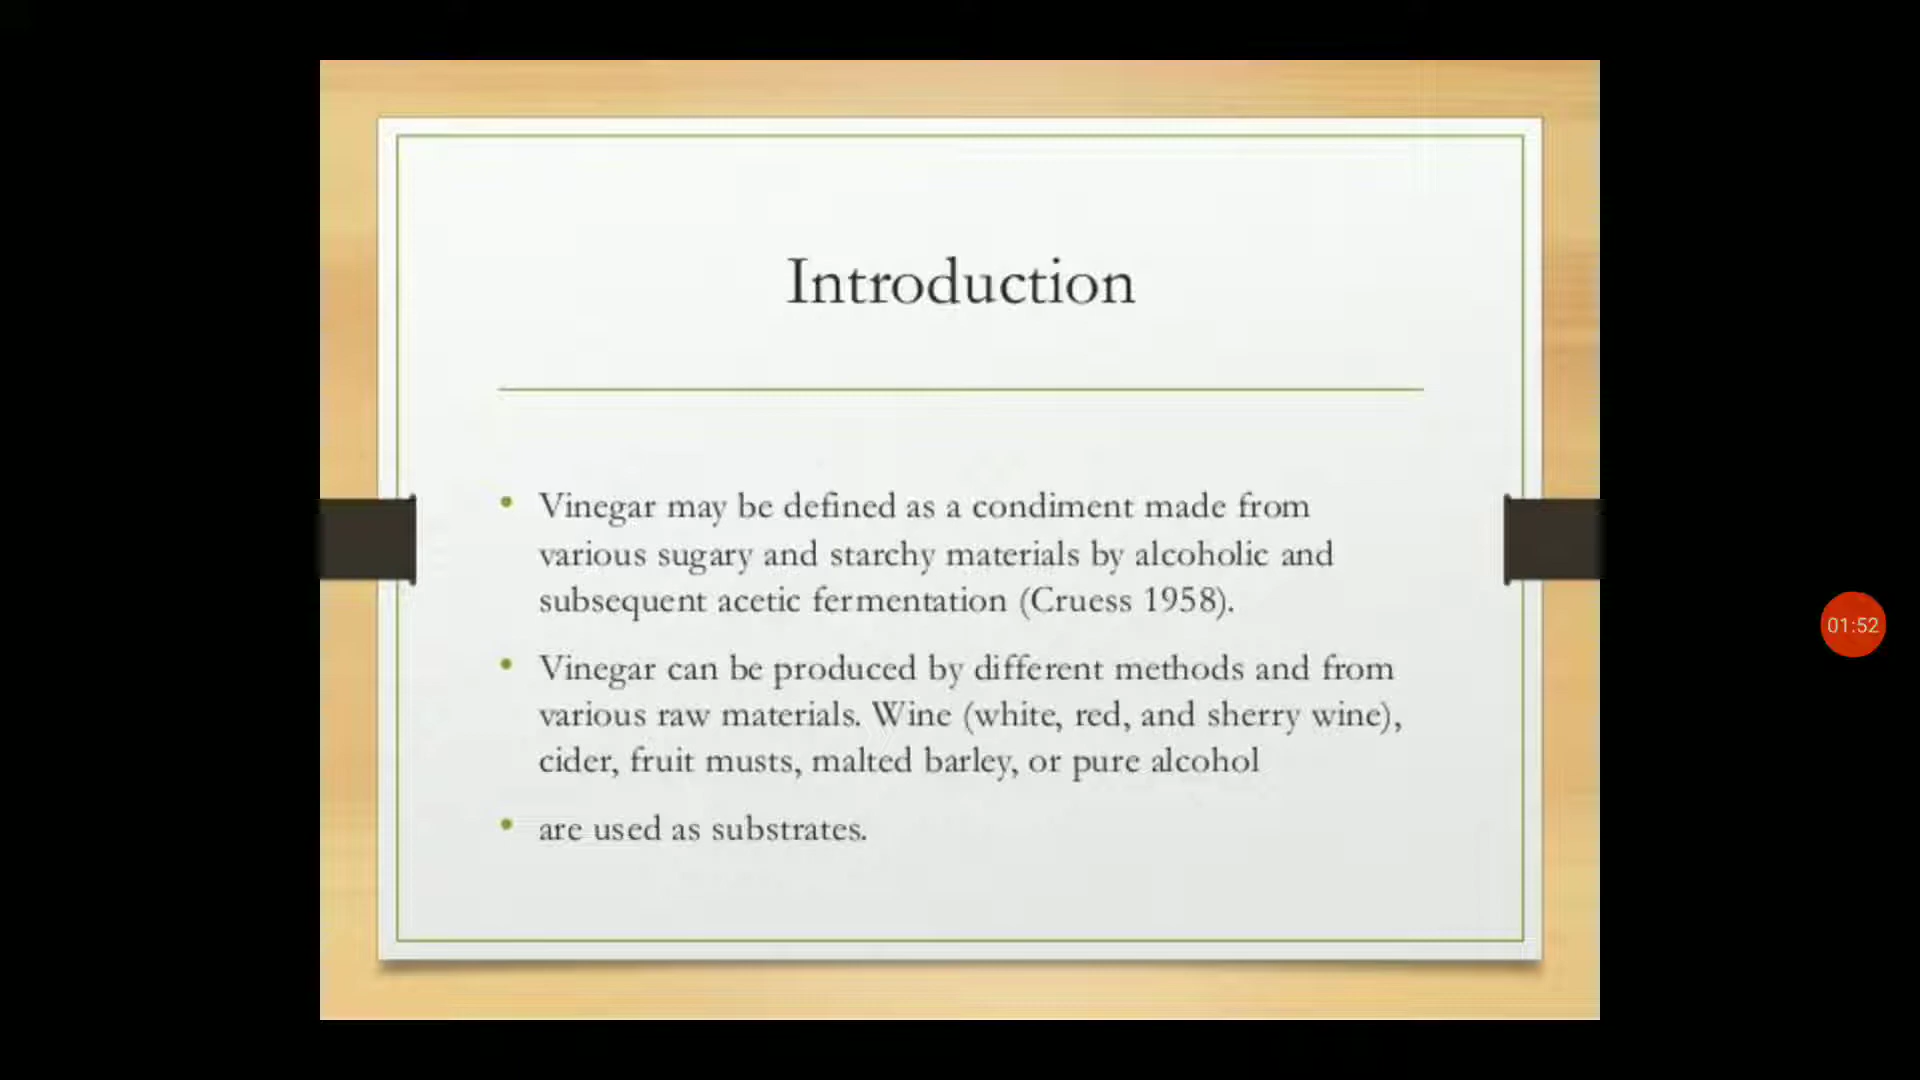 Introduction
• Vinegar may be defined as a condiment made from
various sugary and starchy materials by alcoholic and
subsequent acetic fermentation (Cruess 1958).
• Vinegar can be produced by different methods and from
various raw materials. Wine (white, red, and sherry wine),
cider, fruit musts, malted barley, or pure alcohol
• are used as substrates.
01:52